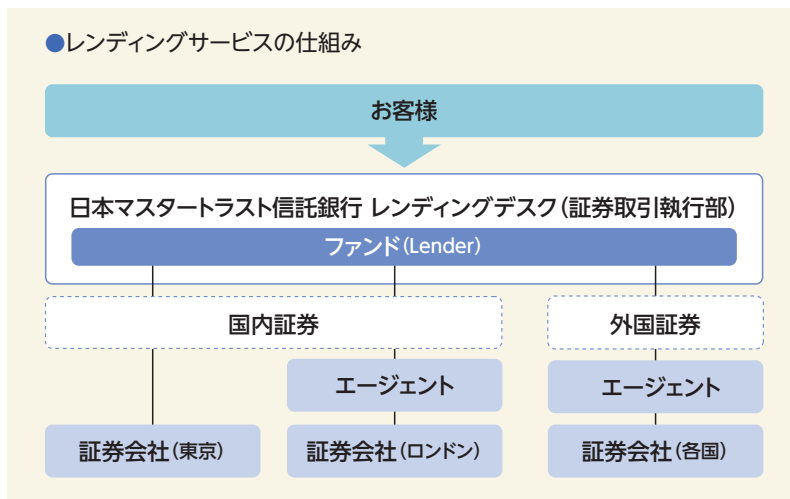 ●レンディングサービスの仕組み
お客様
日本マスタートラスト信託銀行 レンディングデスク(証券取引執行部)
ファンド(Lender)
国内証券
外国証券
エージェント
エージェント
証券会社(東京)
証券会社(ロンドン)
証券会社(各国)